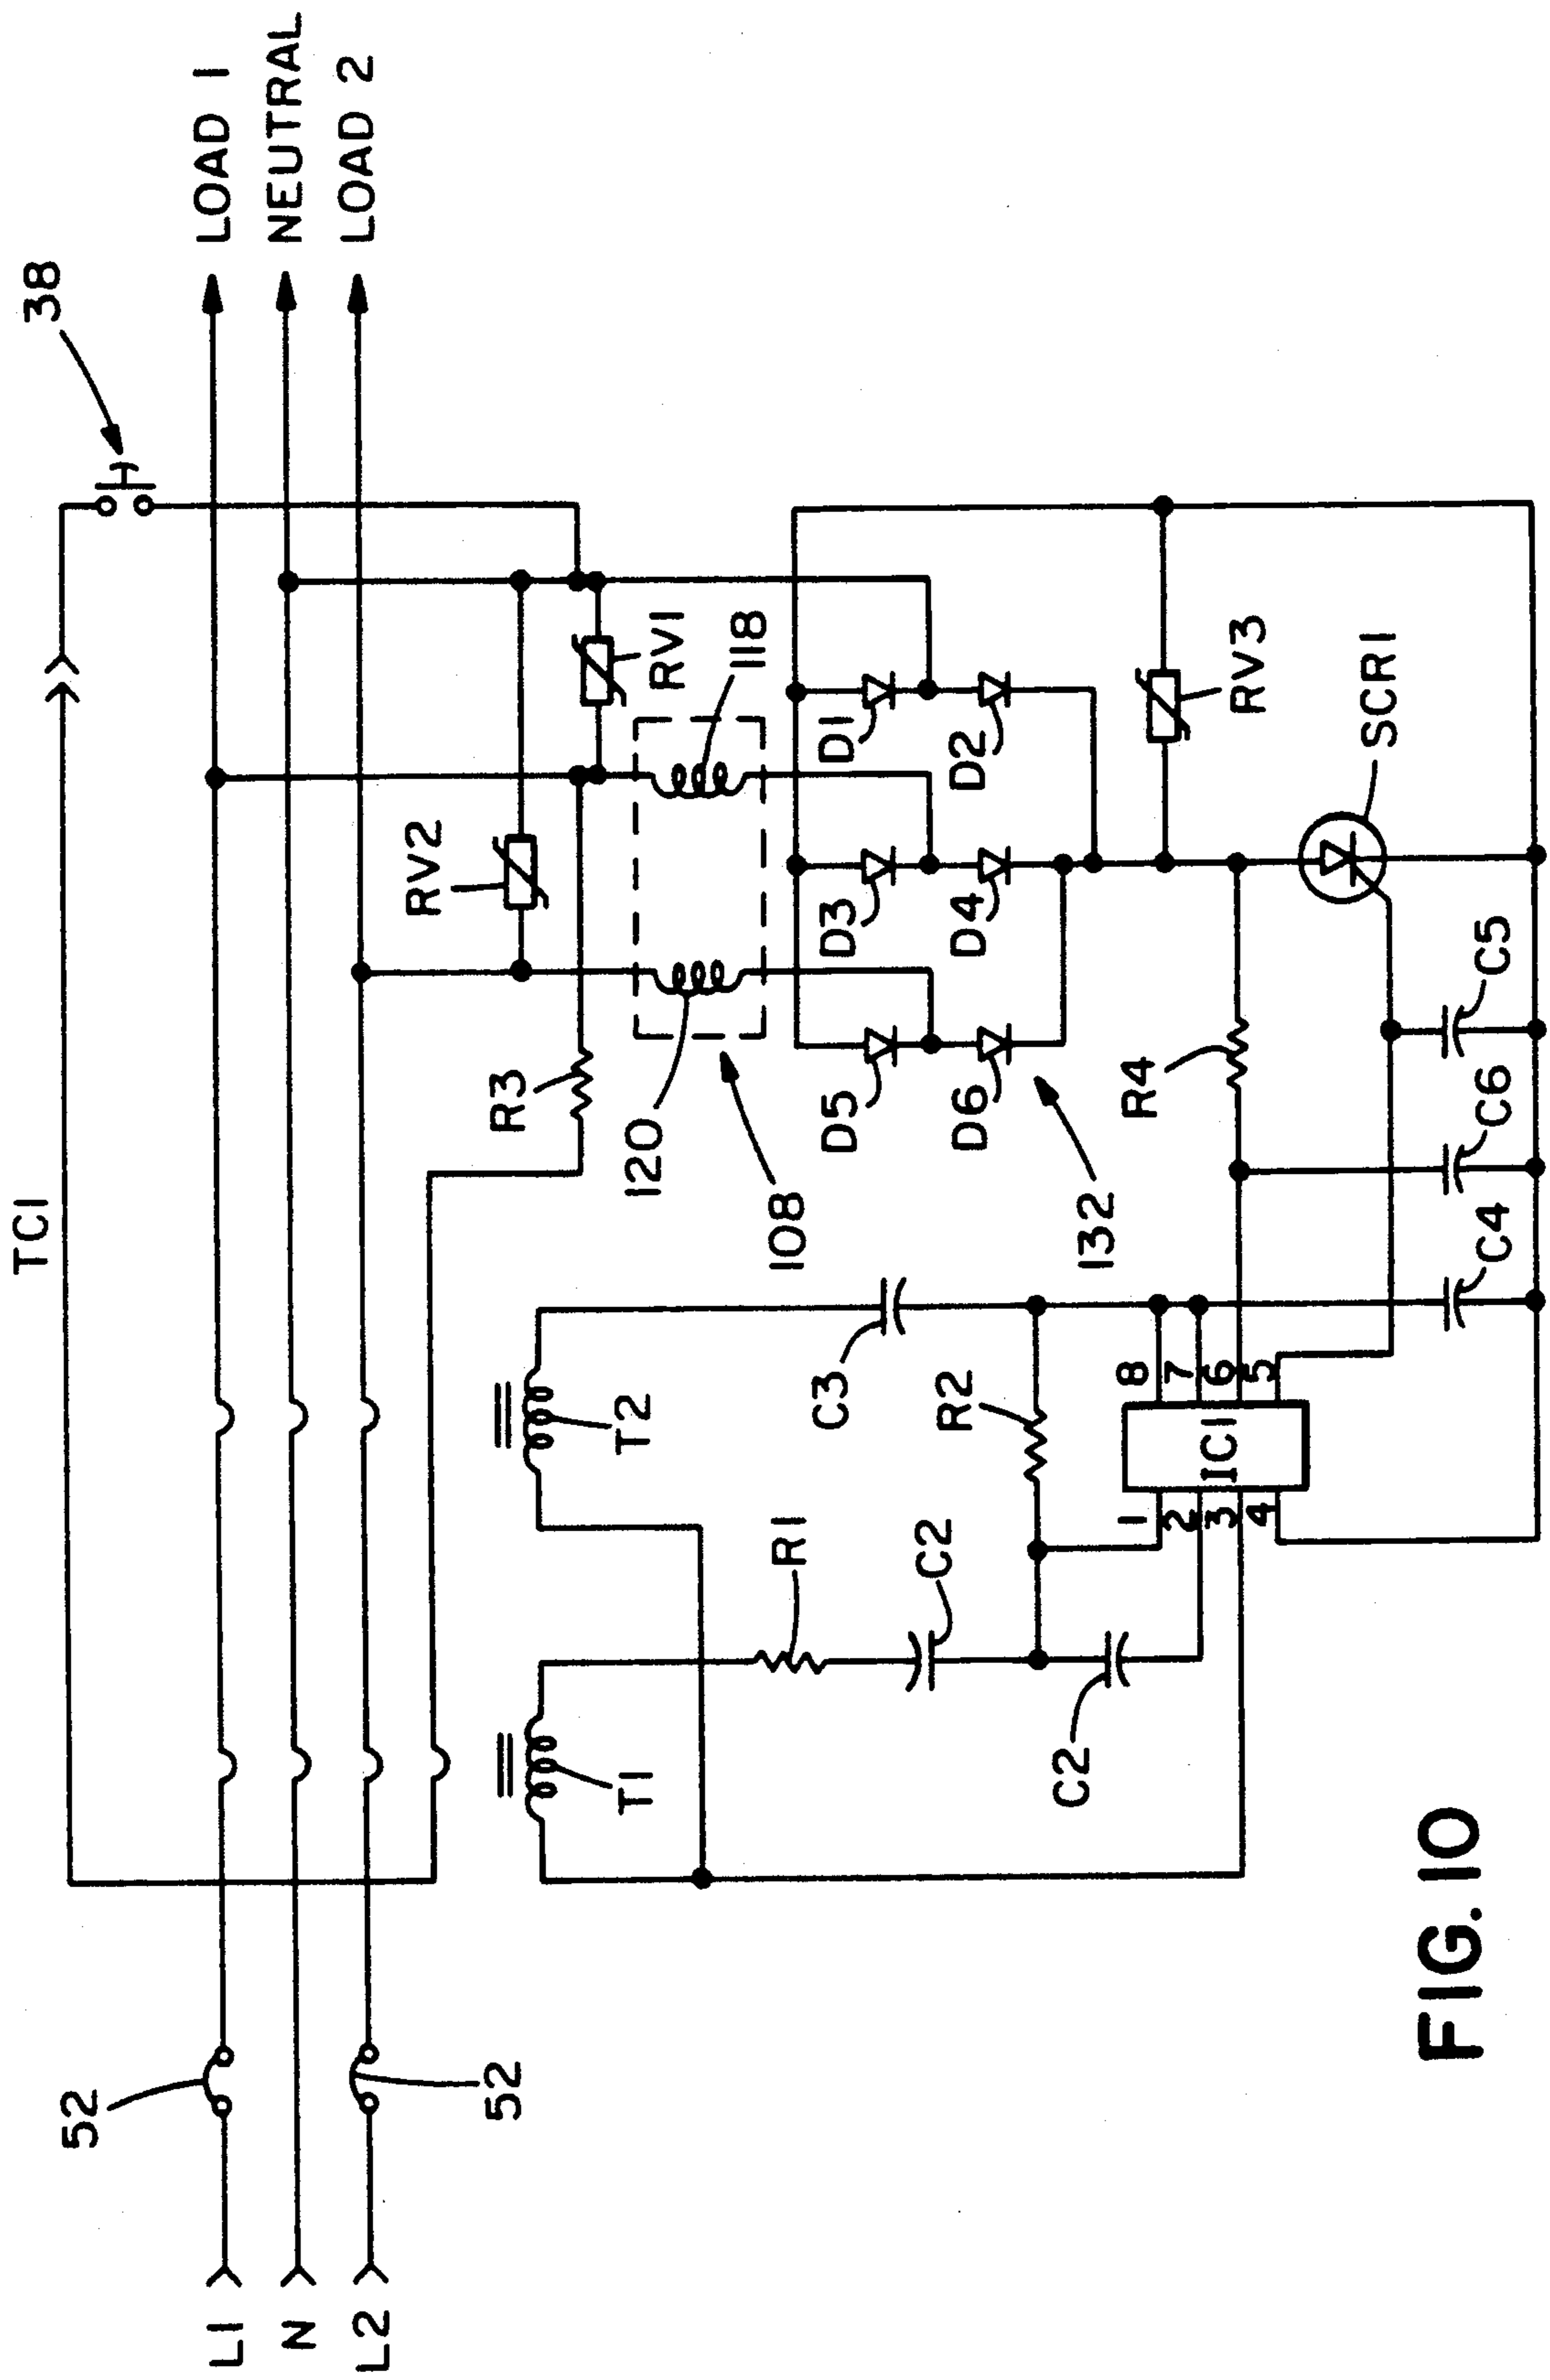 TC1
38
LOAD 1
NEUTRAL
LOAD 2
52
L1
N
L2
52
T1
T2
R3
RV2
RV1
118
120
108
R1
C2
C2
C3
R2
D5
D3
D1
D6
D4
D2
132
R4
RV3
SCR1
1
2
3
4
IC1
8
7
6
5
C4
C6
C5
FIG. 10